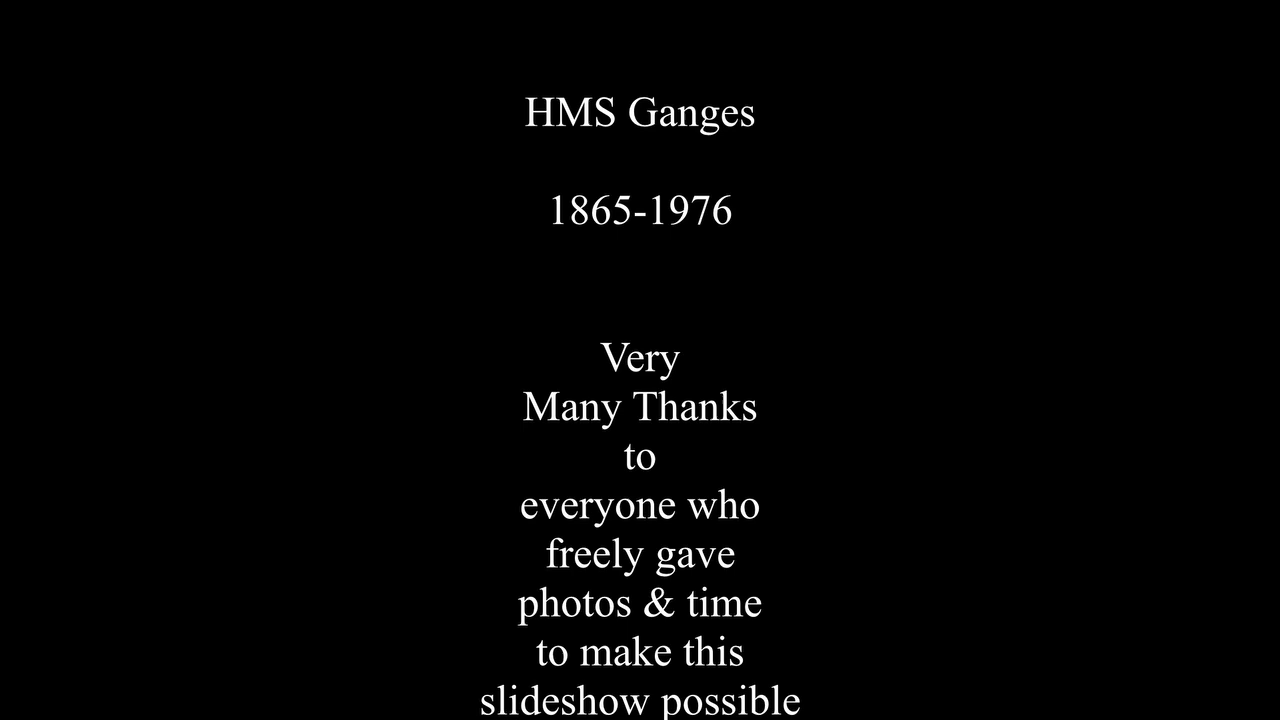 HMS Ganges
1865-1976
Very
Many Thanks
to
everyone who
freely gave
photos & time
to make this
slideshow possible